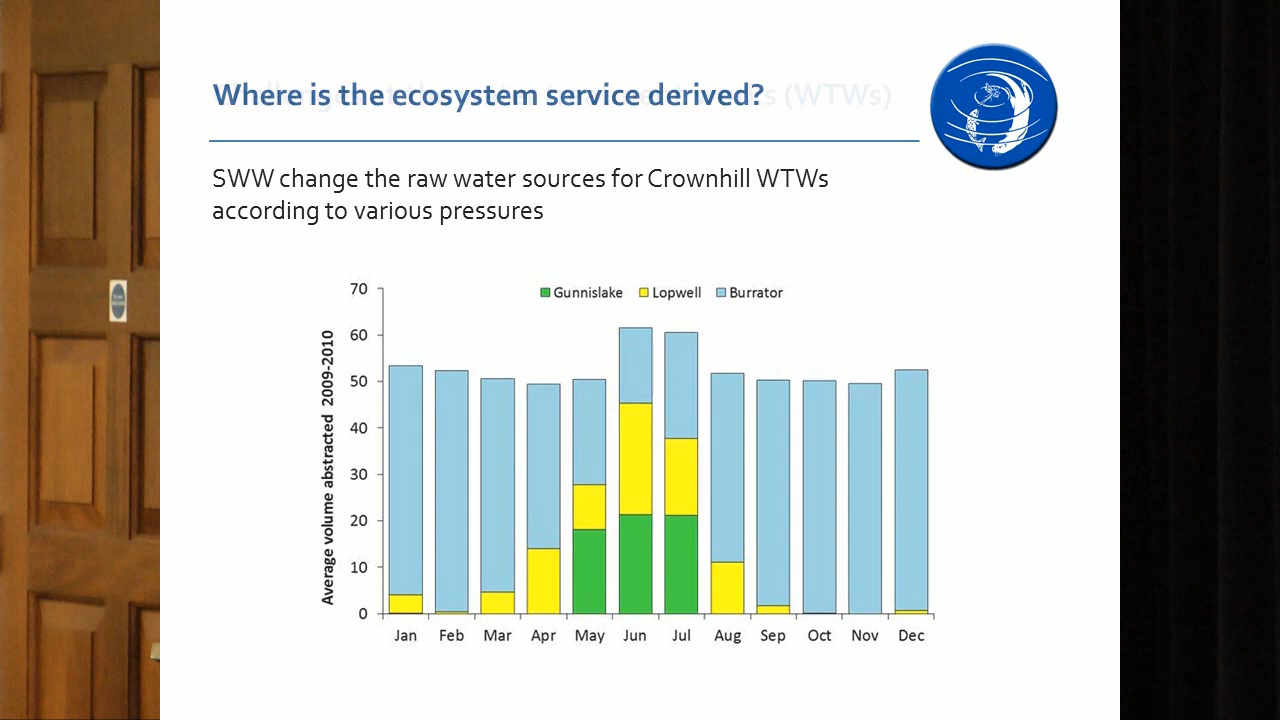 Where is the ecosystem service derived?
(WTWs)
SWW change the raw water sources for Crownhill WTWs
according to various pressures
Gunnislake Lopwell Burrator
Average volume abstracted 2009-2010
70
60
50
40
30
20
10
0
Jan Feb Mar Apr May Jun Jul Aug Sep Oct Nov Dec